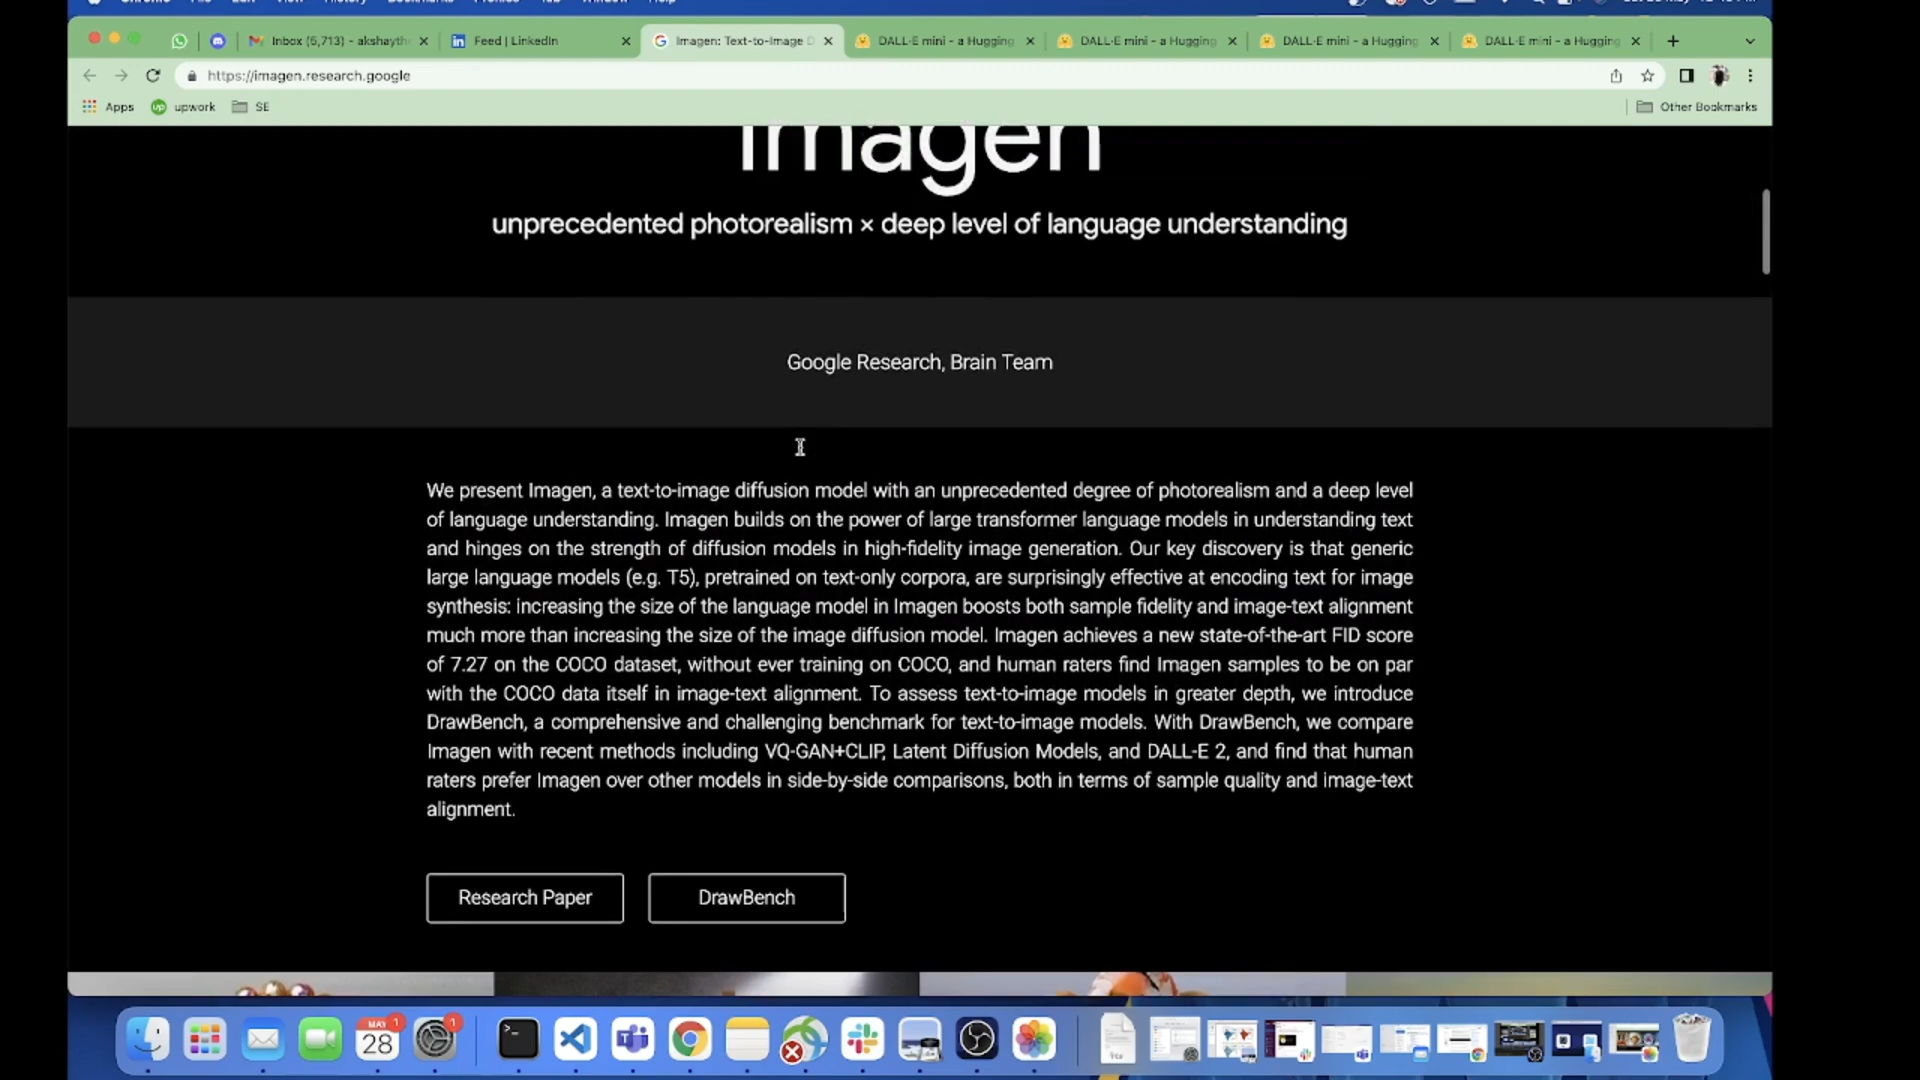 Inbox (5,713) - akshayth
Feed | LinkedIn
Imagen: Text-to-Image D
DALL·E mini - a Hugging
DALL·E mini - a Hugging
DALL·E mini - a Hugging
DALL·E mini - a Hugging
https://imagen.research.google
Apps
up
upwork
SE
Other Bookmarks
Imagen
unprecedented photorealism × deep level of language understanding
Google Research, Brain Team
We present Imagen, a text-to-image diffusion model with an unprecedented degree of photorealism and a deep level
of language understanding. Imagen builds on the power of large transformer language models in understanding text
and hinges on the strength of diffusion models in high-fidelity image generation. Our key discovery is that generic
large language models (e.g. T5), pretrained on text-only corpora, are surprisingly effective at encoding text for image
synthesis: increasing the size of the language model in Imagen boosts both sample fidelity and image-text alignment
much more than increasing the size of the image diffusion model. Imagen achieves a new state-of-the-art FID score
of 7.27 on the COCO dataset, without ever training on COCO, and human raters find Imagen samples to be on par
with the COCO data itself in image-text alignment. To assess text-to-image models in greater depth, we introduce
DrawBench, a comprehensive and challenging benchmark for text-to-image models. With DrawBench, we compare
Imagen with recent methods including VQ-GAN+CLIP, Latent Diffusion Models, and DALL-E 2, and find that human
raters prefer Imagen over other models in side-by-side comparisons, both in terms of sample quality and image-text
alignment.
Research Paper
DrawBench
MAY
1
28
1